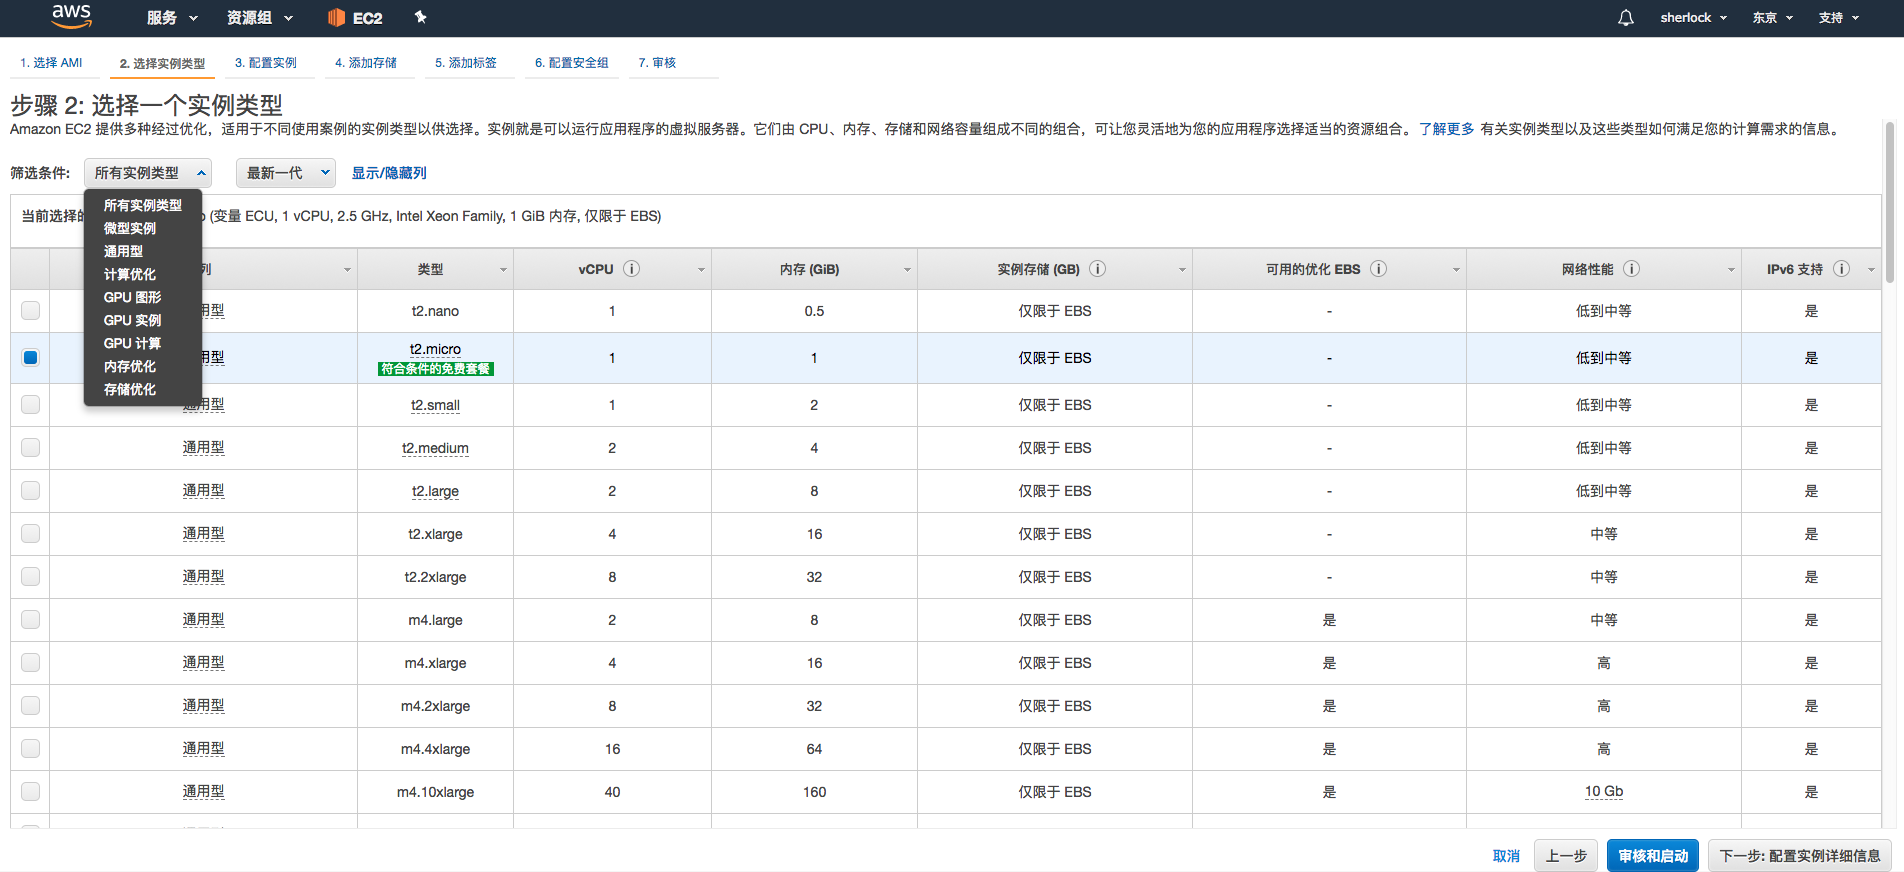 aws 服务 资源组 EC2 sherlock 东京 支持
1. 选择 AMI 2. 选择实例类型 3. 配置实例 4. 添加存储 5. 添加标签 6. 配置安全组 7. 审核
步骤 2: 选择一个实例类型
Amazon EC2 提供多种经过优化，适用于不同使用案例的实例类型以供选择。实例就是可以运行应用程序的虚拟服务器。它们由 CPU、内存、存储和网络容量组成不同的组合，可让您灵活地为您的应用程序选择适当的资源组合。 了解更多 有关实例类型以及这些类型如何满足您的计算需求的信息。
筛选条件: 所有实例类型 最新一代 显示/隐藏列
所有实例类型
微型实例
通用型
计算优化
GPU 图形
GPU 实例
GPU 计算
内存优化
存储优化
当前选择的 (变量 ECU, 1 vCPU, 2.5 GHz, Intel Xeon Family, 1 GiB 内存, 仅限于 EBS)
列 类型 vCPU 内存 (GiB) 实例存储 (GB) 可用的优化 EBS 网络性能 IPv6 支持
用型 t2.nano 1 0.5 仅限于 EBS - 低到中等 是
用型 t2.micro 1 1 仅限于 EBS - 低到中等 是
符合条件的免费套餐
通用型 t2.small 1 2 仅限于 EBS - 低到中等 是
通用型 t2.medium 2 4 仅限于 EBS - 低到中等 是
通用型 t2.large 2 8 仅限于 EBS - 低到中等 是
通用型 t2.xlarge 4 16 仅限于 EBS - 中等 是
通用型 t2.2xlarge 8 32 仅限于 EBS - 中等 是
通用型 m4.large 2 8 仅限于 EBS 是 中等 是
通用型 m4.xlarge 4 16 仅限于 EBS 是 高 是
通用型 m4.2xlarge 8 32 仅限于 EBS 是 高 是
通用型 m4.4xlarge 16 64 仅限于 EBS 是 高 是
通用型 m4.10xlarge 40 160 仅限于 EBS 是 10 Gb 是
取消 上一步 审核和启动 下一步: 配置实例详细信息